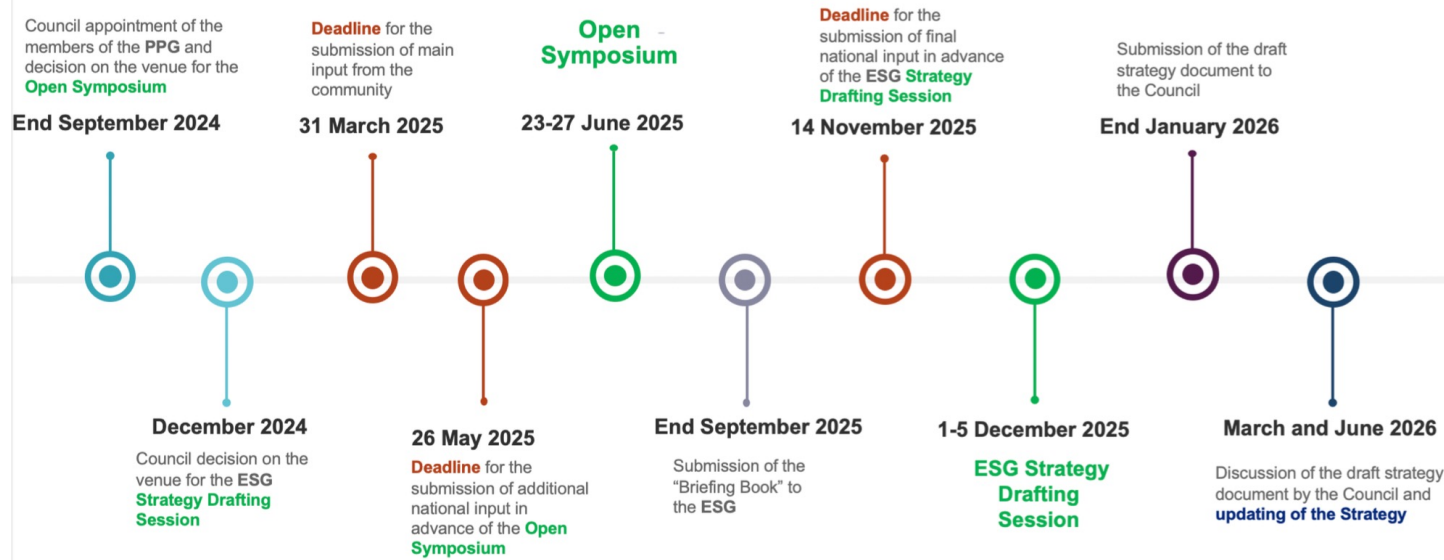 Council appointment of the
members of the PPG and
decision on the venue for the
Open Symposium
End September 2024
Deadline for the
submission of main
input from the
community
31 March 2025
Open
Symposium
23-27 June 2025
Deadline for the
submission of final
national input in advance
of the ESG Strategy
Drafting Session
14 November 2025
Submission of the draft
strategy document to
the Council
End January 2026
December 2024
Council decision on the
venue for the ESG
Strategy Drafting
Session
26 May 2025
Deadline for the
submission of additional
national input in
advance of the Open
Symposium
End September 2025
Submission of the
“Briefing Book” to
the ESG
1-5 December 2025
ESG Strategy
Drafting
Session
March and June 2026
Discussion of the draft strategy
document by the Council and
updating of the Strategy